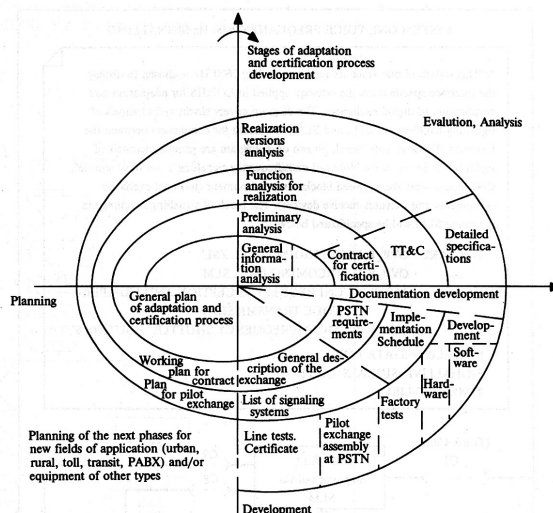 Stages of adaptation
and certification process
development
Evalution, Analysis
Realization
versions
analysis
Function
analysis for
realization
Preliminary
analysis
General
informa-
tion
analysis
Contract
for certi-
fication
TT&C
Detailed
specifica-
tions
Planning
General plan
of adaptation and
certification process
Documentation development
PSTN
require-
ments
Imple-
mentation
Schedule
Develop-
ment
Soft-
ware
Hard-
ware
Working
plan for
contract exchange
General des-
cription of the
Plan
for pilot
exchange
List of signaling
systems
Factory
tests
Pilot
exchange
assembly
at PSTN
Line tests.
Certificate
Planning of the next phases for
new fields of application (urban,
rural, toll, transit, PABX) and/or
equipment of other types
Development